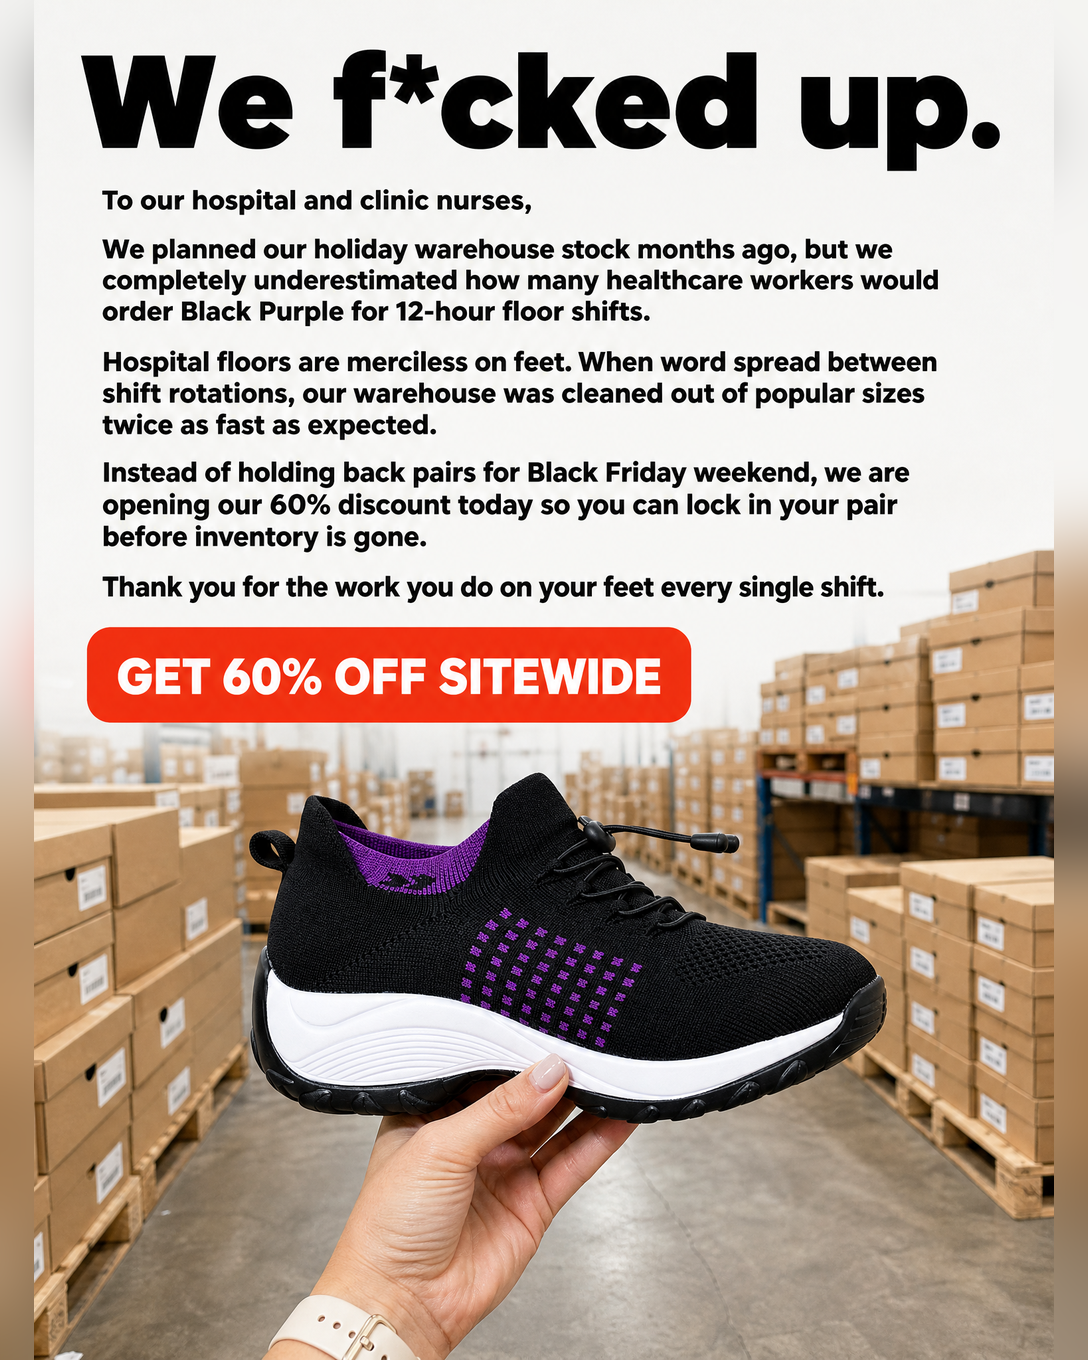 We f*cked up.
To our hospital and clinic nurses,
We planned our holiday warehouse stock months ago, but we
completely underestimated how many healthcare workers would
order Black Purple for 12-hour floor shifts.
Hospital floors are merciless on feet. When word spread between
shift rotations, our warehouse was cleaned out of popular sizes
twice as fast as expected.
Instead of holding back pairs for Black Friday weekend, we are
opening our 60% discount today so you can lock in your pair
before inventory is gone.
Thank you for the work you do on your feet every single shift.
GET 60% OFF SITEWIDE